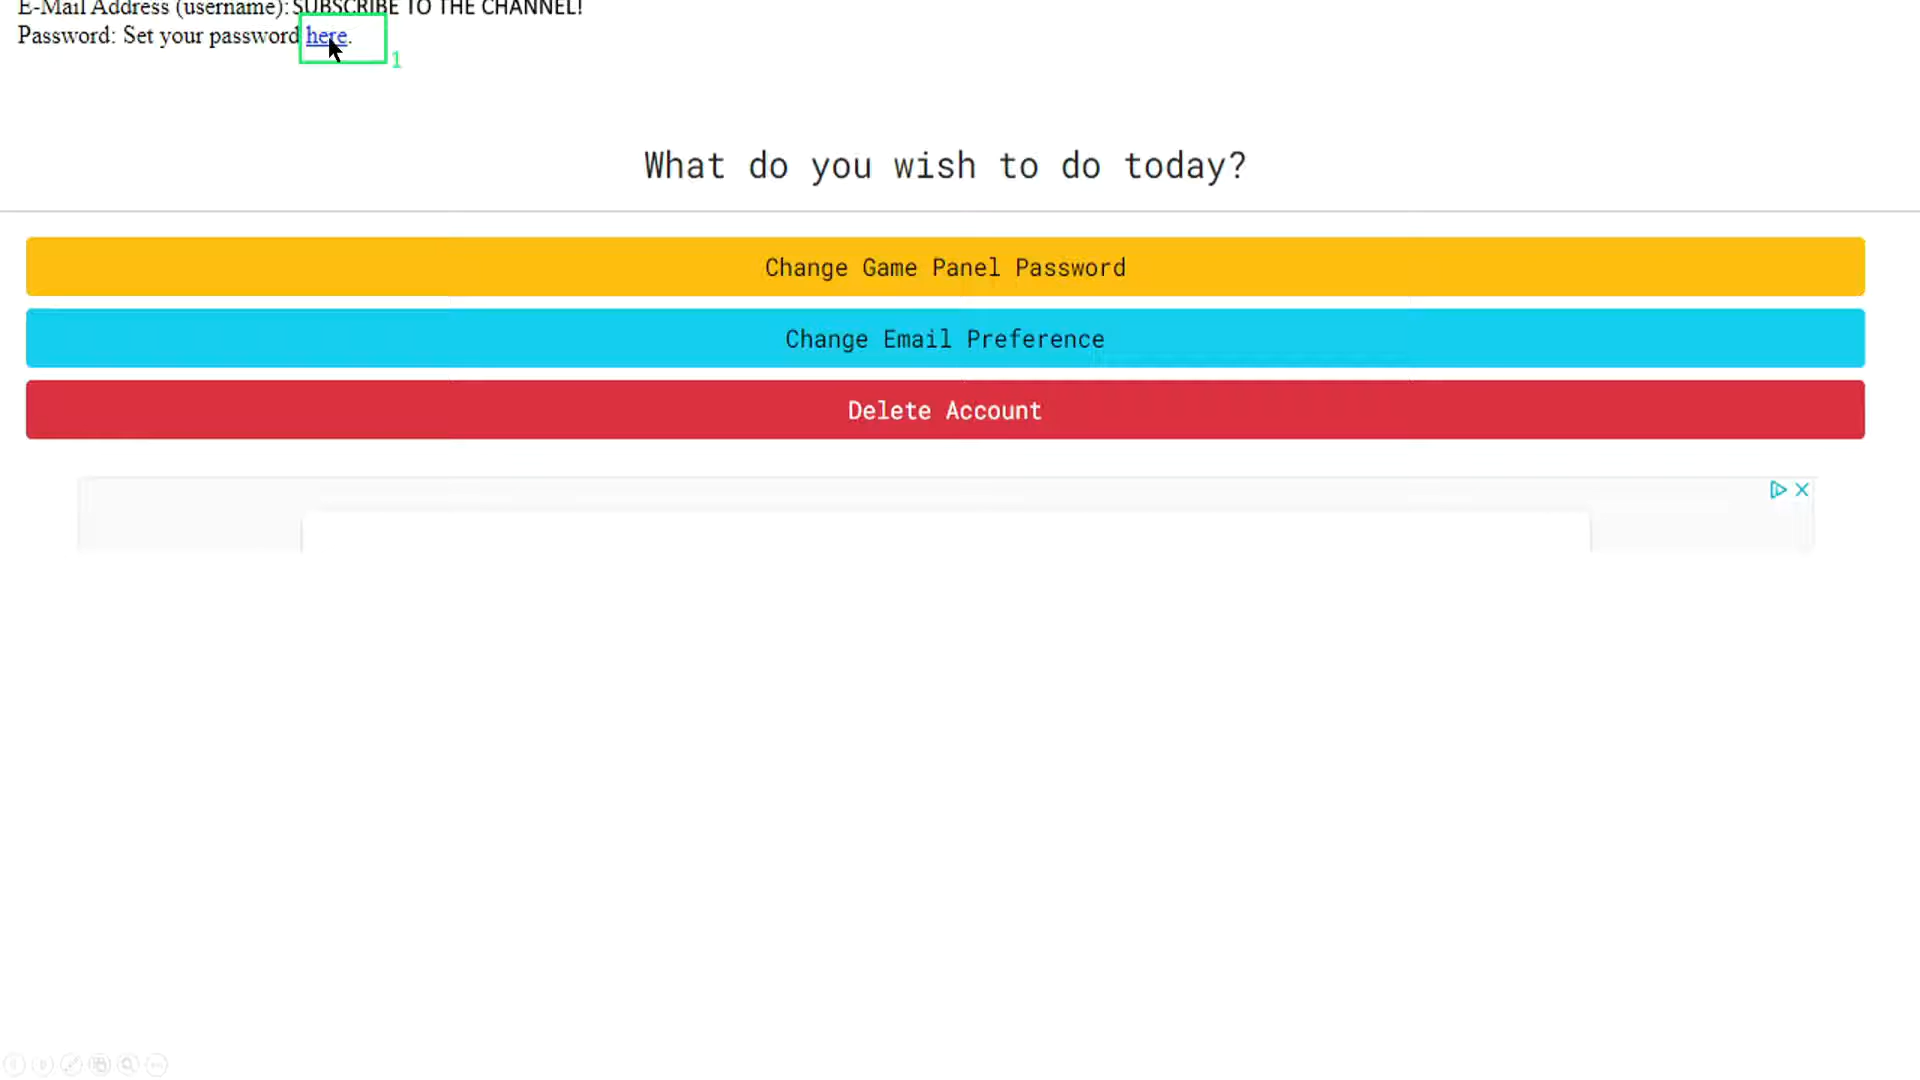 E-Mail Address (username): SUBSCRIBE TO THE CHANNEL!
Password: Set your password here.
1
What do you wish to do today?
Change Game Panel Password
Change Email Preference
Delete Account